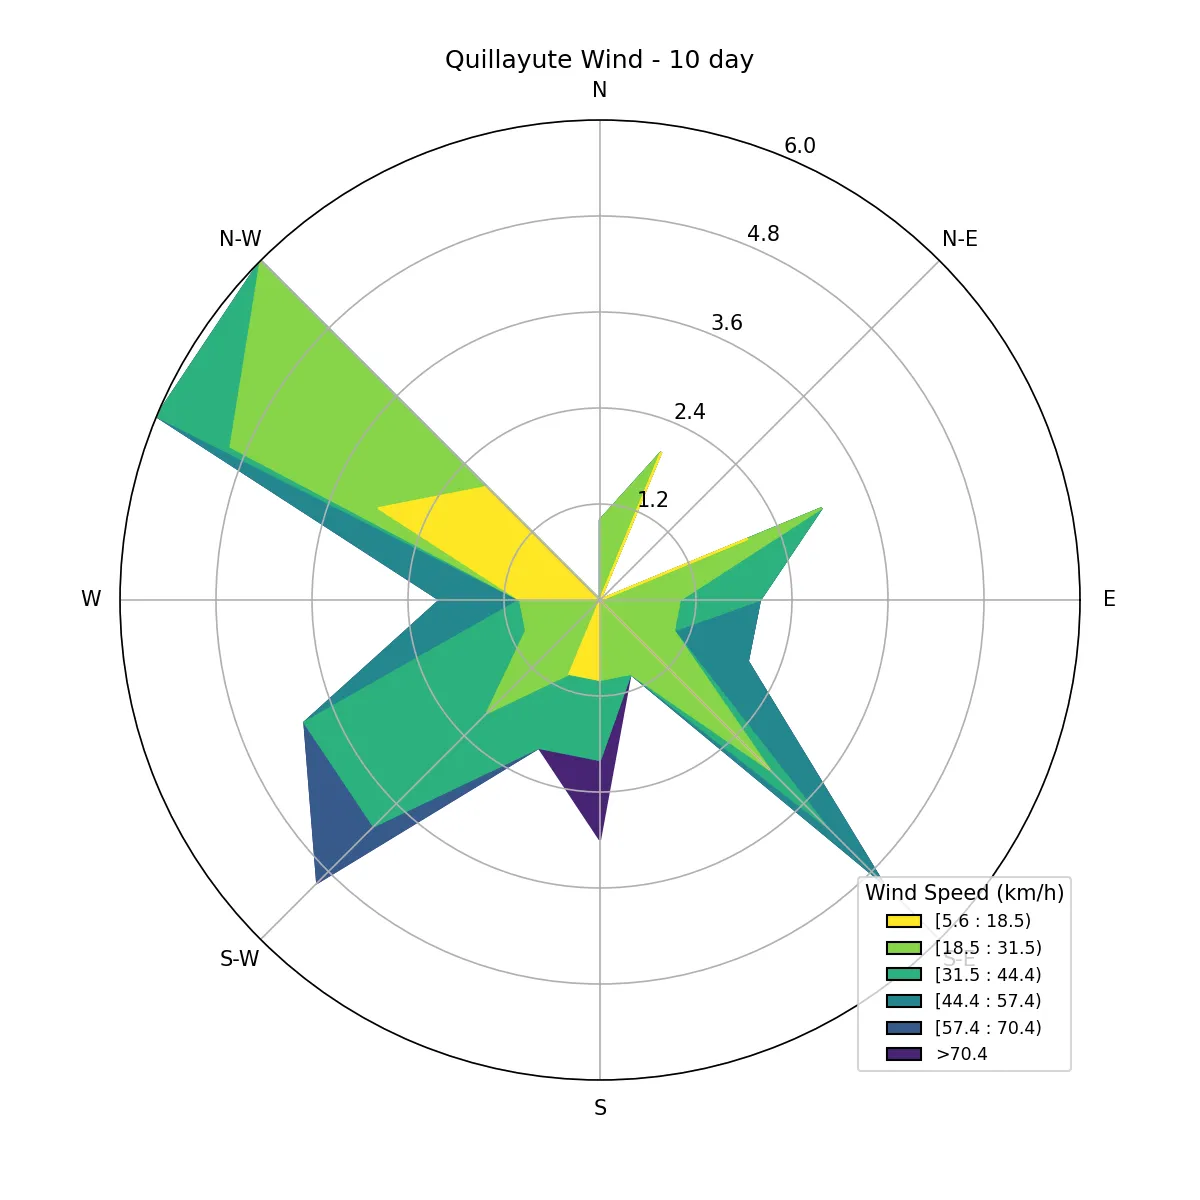 Quillayute Wind - 10 day
N
6.0
N-W
N-E
4.8
3.6
2.4
1.2
W
E
S-W
S-E
S
Wind Speed (km/h)
[5.6 : 18.5)
[18.5 : 31.5)
[31.5 : 44.4)
[44.4 : 57.4)
[57.4 : 70.4)
>70.4